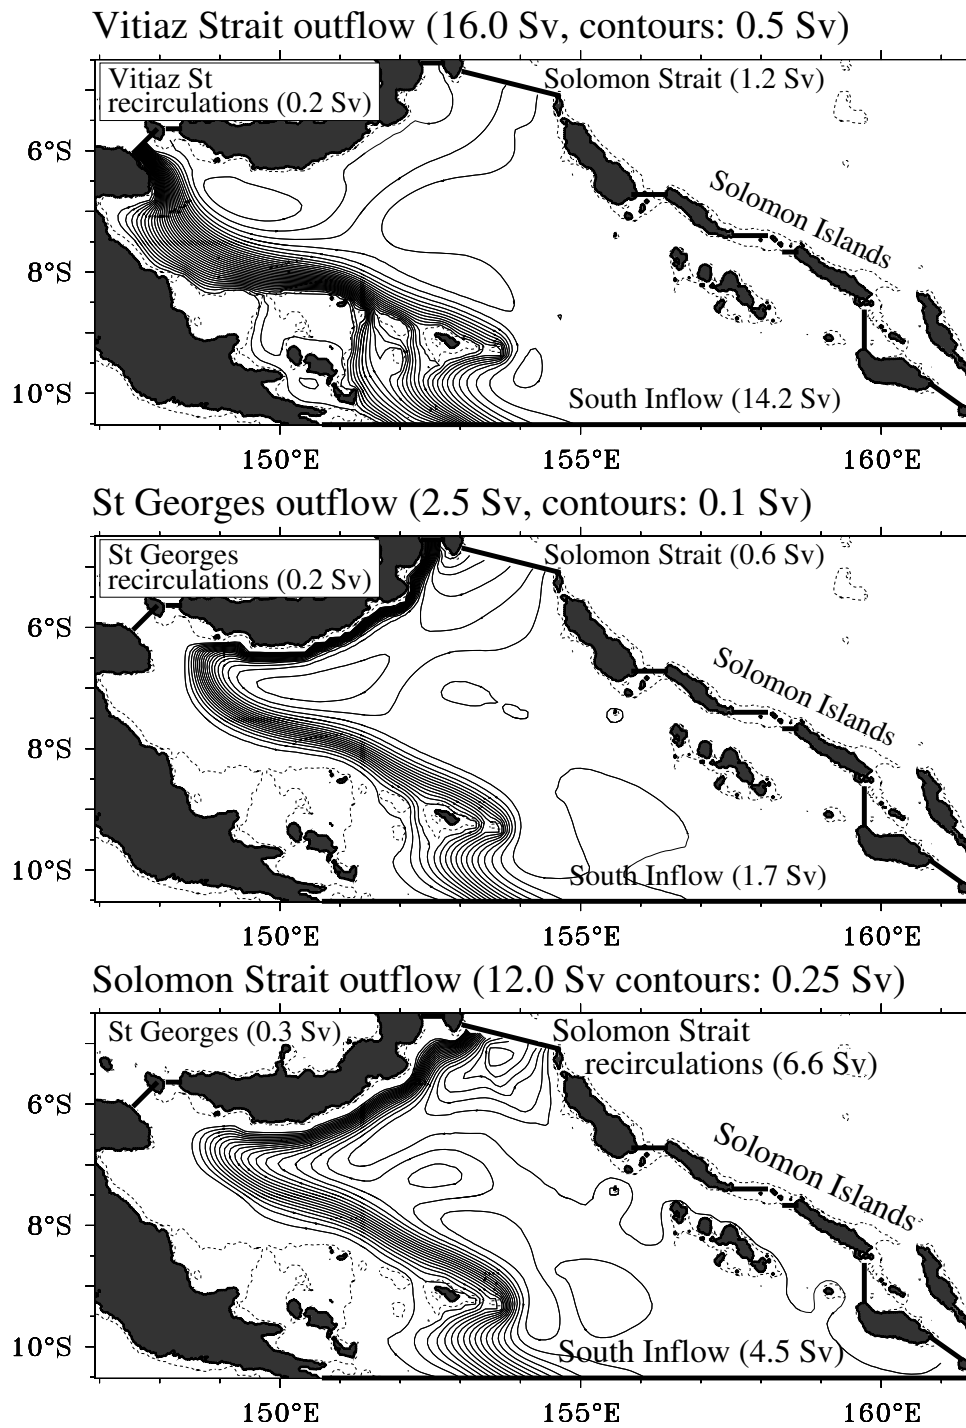 Vitiaz Strait outflow (16.0 Sv, contours: 0.5 Sv)
Vitiaz St
recirculations (0.2 Sv)
Solomon Strait (1.2 Sv)
Solomon Islands
South Inflow (14.2 Sv)
6°S
8°S
10°S
150°E
155°E
160°E
St Georges outflow (2.5 Sv, contours: 0.1 Sv)
St Georges
recirculations (0.2 Sv)
Solomon Strait (0.6 Sv)
Solomon Islands
South Inflow (1.7 Sv)
6°S
8°S
10°S
150°E
155°E
160°E
Solomon Strait outflow (12.0 Sv contours: 0.25 Sv)
St Georges (0.3 Sv)
Solomon Strait
recirculations (6.6 Sv)
Solomon Islands
South Inflow (4.5 Sv)
6°S
8°S
10°S
150°E
155°E
160°E